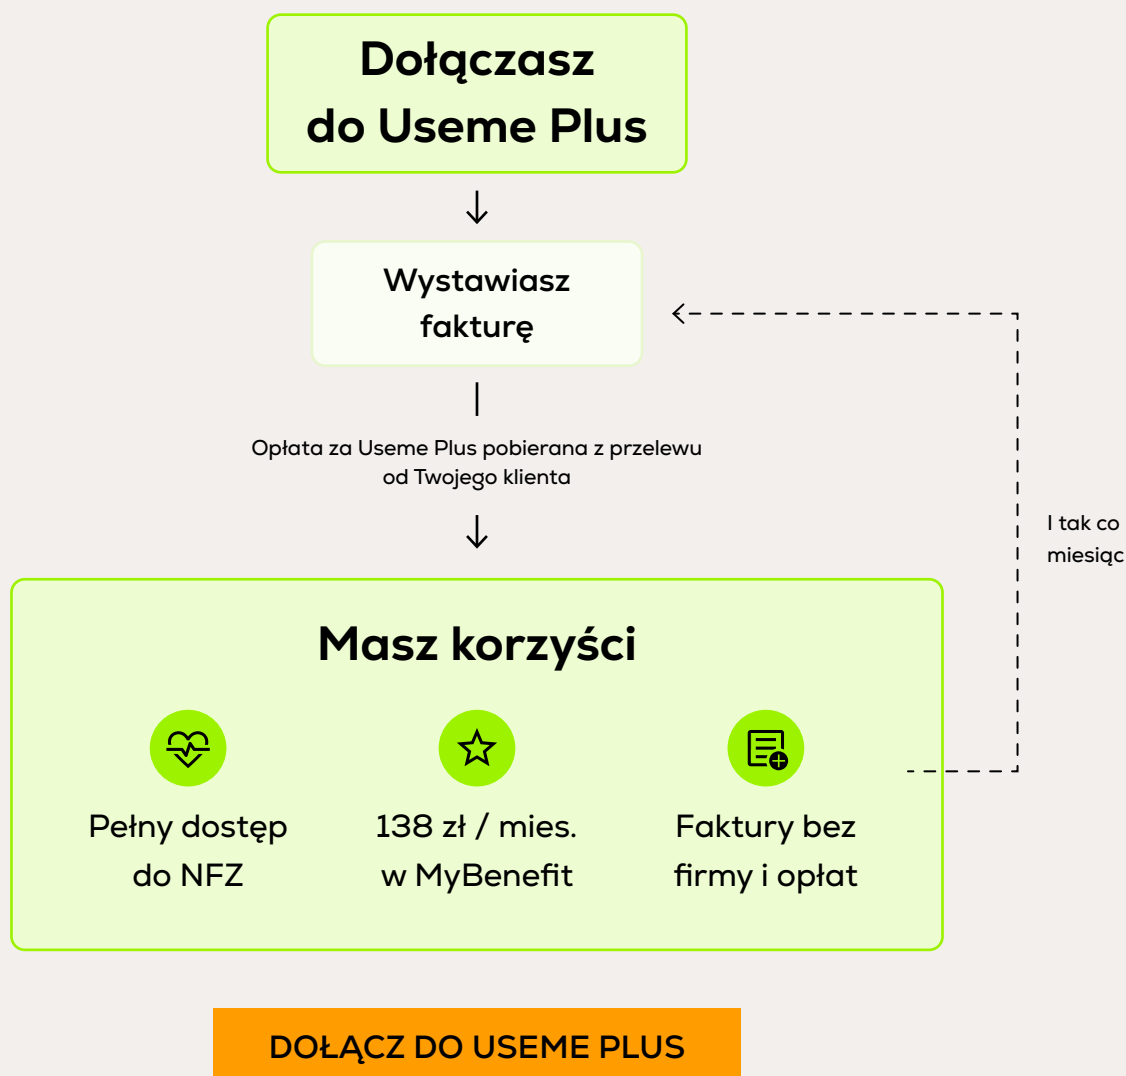 Dołączasz
do Useme Plus
Wystawiasz
fakturę
Opłata za Useme Plus pobierana z przelewu
od Twojego klienta
I tak co
miesiąc
Masz korzyści
Pełny dostęp
do NFZ
138 zł / mies.
w MyBenefit
Faktury bez
firmy i opłat
DOŁĄCZ DO USEME PLUS